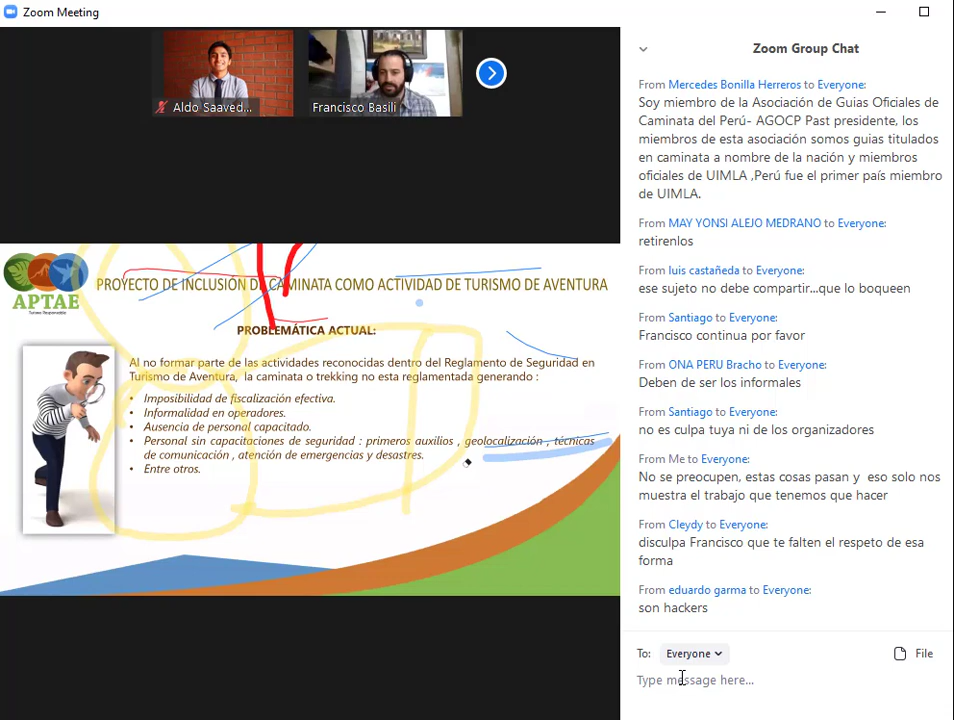 Zoom Meeting
Aldo Saaved...
Francisco Basili
APTAE
Turismo Responsable
PROYECTO DE INCLUSIÓN DE CAMINATA COMO ACTIVIDAD DE TURISMO DE AVENTURA
PROBLEMÁTICA ACTUAL:
Al no formar parte de las actividades reconocidas dentro del Reglamento de Seguridad en
Turismo de Aventura, la caminata o trekking no esta reglamentada generando :
• Imposibilidad de fiscalización efectiva.
• Informalidad en operadores.
• Ausencia de personal capacitado.
• Personal sin capacitaciones de seguridad : primeros auxilios , geolocalización , técnicas
de comunicación , atención de emergencias y desastres.
• Entre otros.
Zoom Group Chat
From Mercedes Bonilla Herreros to Everyone:
Soy miembro de la Asociación de Guias Oficiales de
Caminata del Perú- AGOCP Past presidente, los
miembros de esta asociación somos guias titulados
en caminata a nombre de la nación y miembros
oficiales de UIMLA ,Perú fue el primer país miembro
de UIMLA.
From MAY YONSI ALEJO MEDRANO to Everyone:
retirenlos
From luis castañeda to Everyone:
ese sujeto no debe compartir...que lo boqueen
From Santiago to Everyone:
Francisco continua por favor
From ONA PERU Bracho to Everyone:
Deben de ser los informales
From Santiago to Everyone:
no es culpa tuya ni de los organizadores
From Me to Everyone:
No se preocupen, estas cosas pasan y eso solo nos
muestra el trabajo que tenemos que hacer
From Cleydy to Everyone:
disculpa Francisco que te falten el respeto de esa
forma
From eduardo garma to Everyone:
son hackers
To: Everyone
File
Type message here...